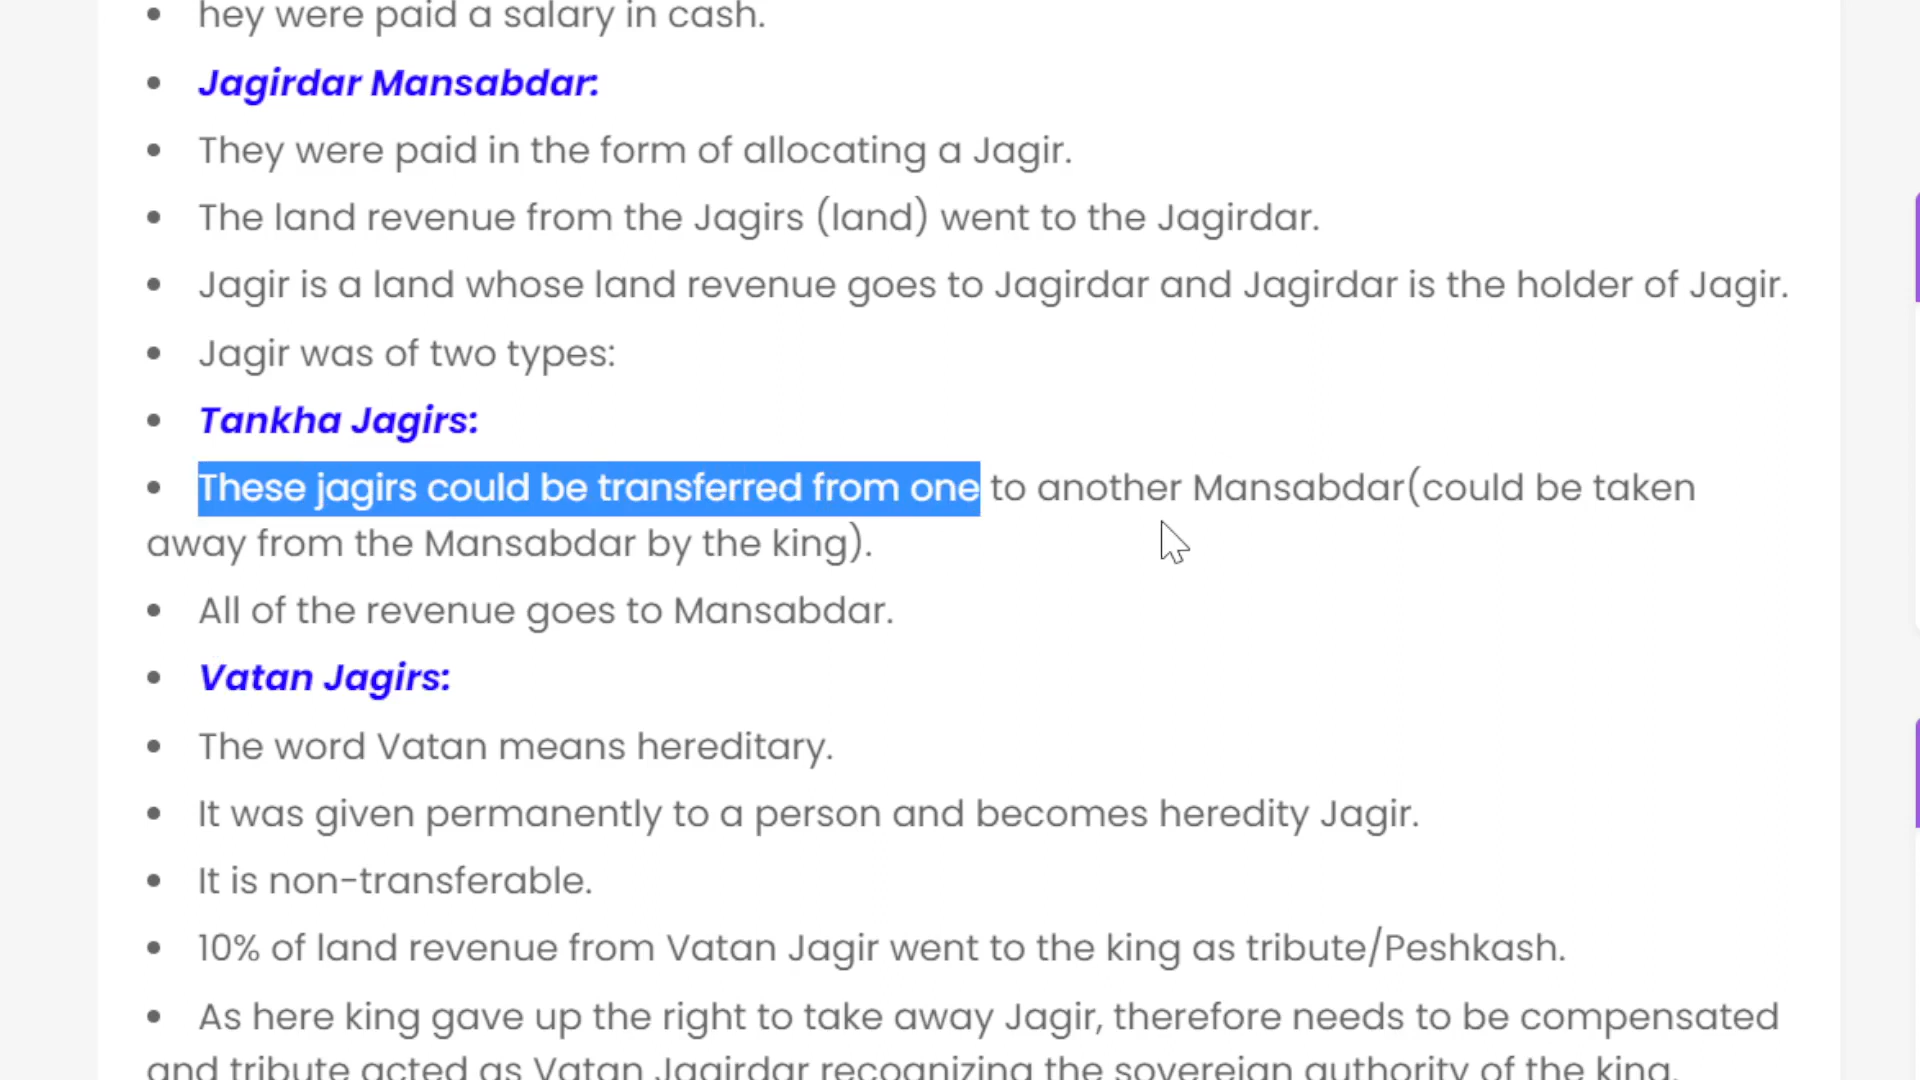 • hey were paid a salary in cash.
• Jagirdar Mansabdar:
• They were paid in the form of allocating a Jagir.
• The land revenue from the Jagirs (land) went to the Jagirdar.
• Jagir is a land whose land revenue goes to Jagirdar and Jagirdar is the holder of Jagir.
• Jagir was of two types:
• Tankha Jagirs:
• These jagirs could be transferred from one to another Mansabdar(could be taken
away from the Mansabdar by the king).
• All of the revenue goes to Mansabdar.
• Vatan Jagirs:
• The word Vatan means hereditary.
• It was given permanently to a person and becomes heredity Jagir.
• It is non-transferable.
• 10% of land revenue from Vatan Jagir went to the king as tribute/Peshkash.
• As here king gave up the right to take away Jagir, therefore needs to be compensated
and tribute acted as Vatan Jagirdar recognizing the sovereign authority of the king.